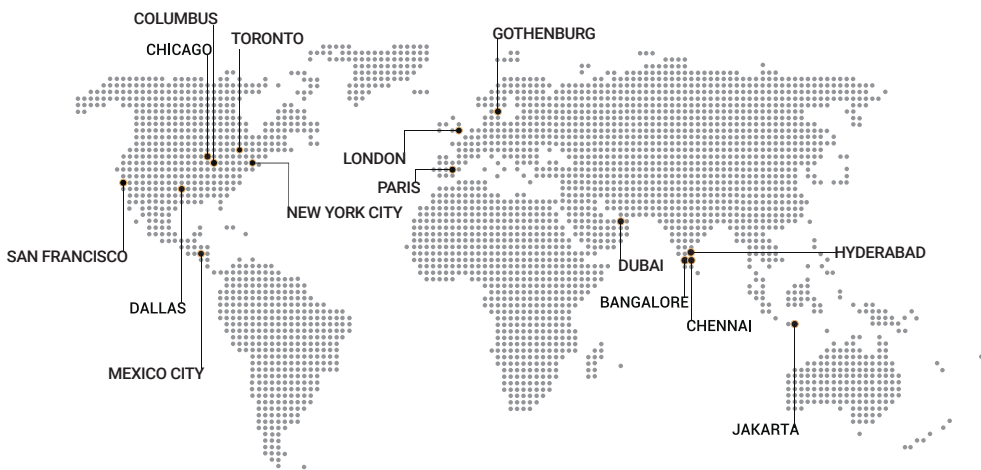 COLUMBUS
CHICAGO
TORONTO
GOTHENBURG
LONDON
PARIS
NEW YORK CITY
SAN FRANCISCO
DUBAI
HYDERABAD
BANGALORE
DALLAS
CHENNAI
MEXICO CITY
JAKARTA